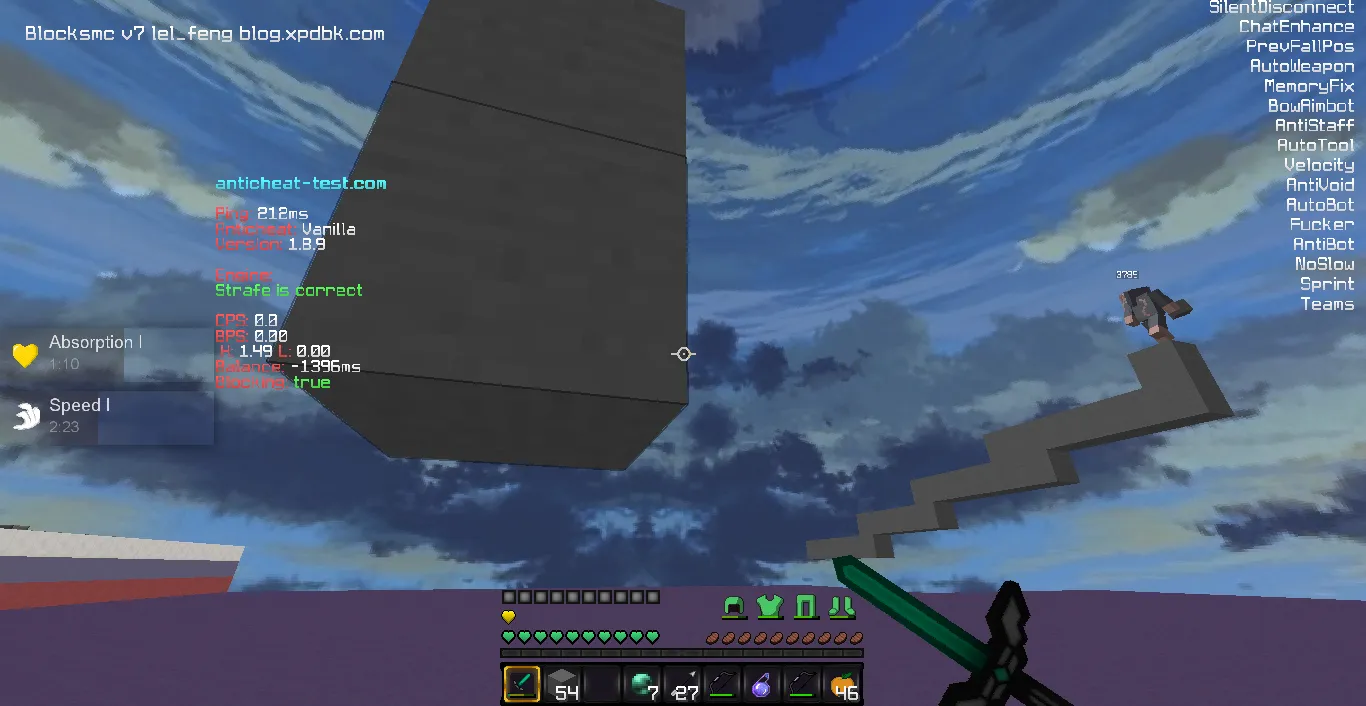 Blocksmc v7 lel_feng blog.xpdbk.com
SilentDisconnect
ChatEnhance
PrevFallPos
AutoWeapon
MemoryFix
BowAimbot
AntiStaff
AutoTool
Velocity
AntiVoid
AutoBot
Fucker
AntiBot
NoSlow
Sprint
Teams
anticheat-test.com
Ping: 212ms
Anticheat: Vanilla
Version: 1.8.9
Engine:
Strafe is correct
CPS: 0.0
BPS: 0.00
H: 1.49 L: 0.00
Balance: -1396ms
Blocking: true
Absorption I
1:10
Speed I
2:23
54
7
27
46